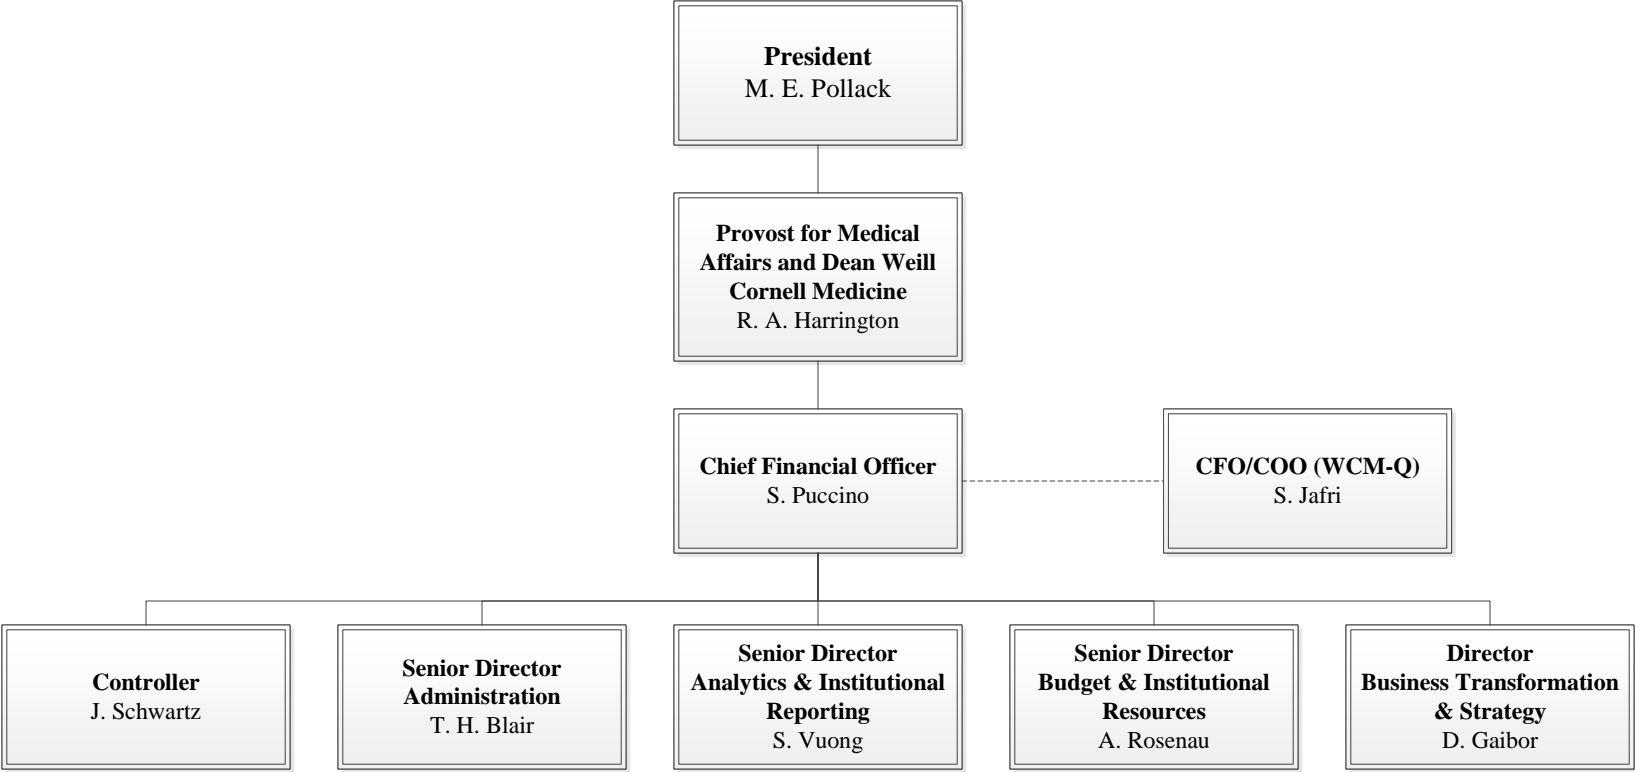 President
M. E. Pollack
Provost for Medical
Affairs and Dean Weill
Cornell Medicine
R. A. Harrington
Chief Financial Officer
S. Puccino
CFO/COO (WCM-Q)
S. Jafri
Controller
J. Schwartz
Senior Director
Administration
T. H. Blair
Senior Director
Analytics & Institutional
Reporting
S. Vuong
Senior Director
Budget & Institutional
Resources
A. Rosenau
Director
Business Transformation
& Strategy
D. Gaibor